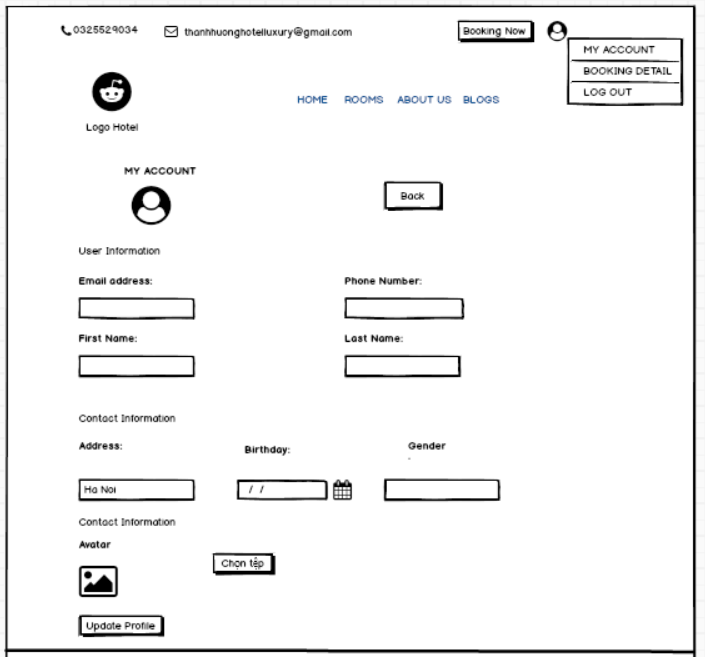 0325529034 thanhhuonghotelluxury@gmail.com Booking Now
MY ACCOUNT
BOOKING DETAIL
LOG OUT
HOME ROOMS ABOUT US BLOGS
Logo Hotel
MY ACCOUNT
Back
User Information
Email address: Phone Number:
First Name: Last Name:
Contact Information
Address: Birthday: Gender
Ha Noi / /
Contact Information
Avatar
Chọn tệp
Update Profile